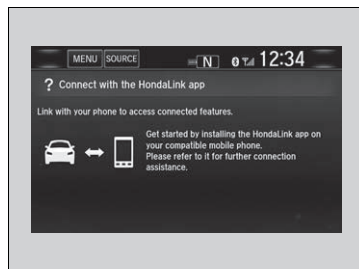 MENU SOURCE N 12:34
? Connect with the HondaLink app
Link with your phone to access connected features.
Get started by installing the HondaLink app on
your compatible mobile phone.
Please refer to it for further connection
assistance.